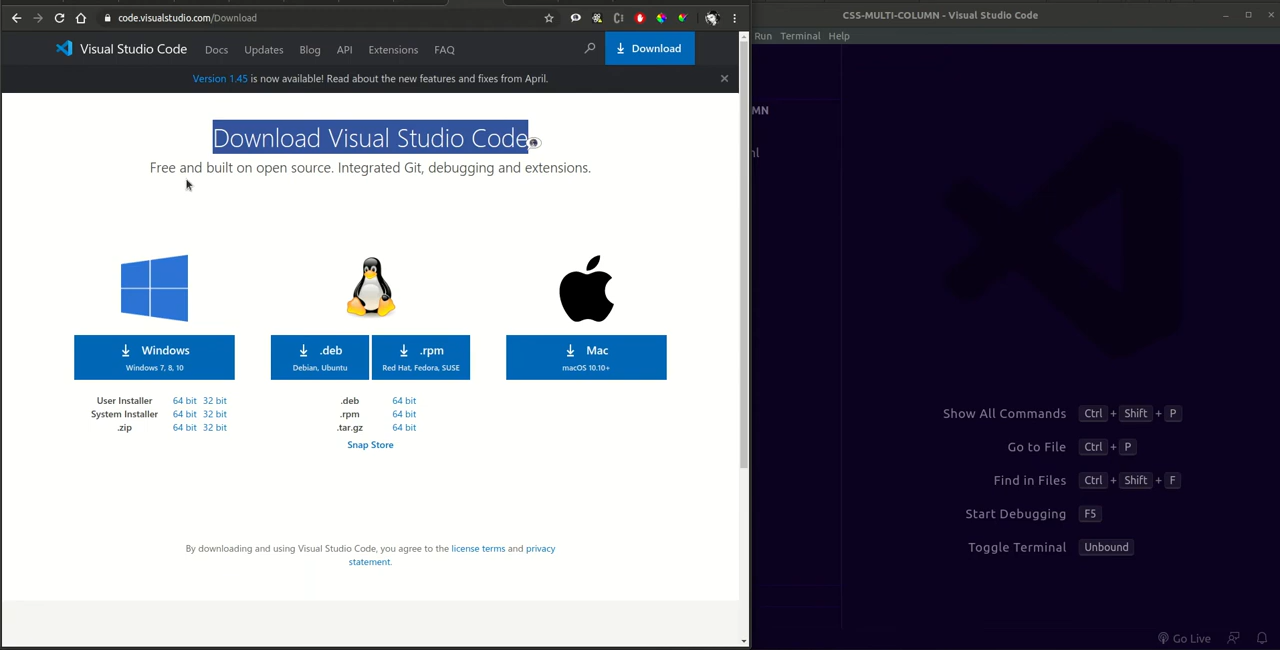 code.visualstudio.com/Download
Visual Studio Code Docs Updates Blog API Extensions FAQ Download
Version 1.45 is now available! Read about the new features and fixes from April.
Download Visual Studio Code
Free and built on open source. Integrated Git, debugging and extensions.
Windows
Windows 7, 8, 10
User Installer 64 bit 32 bit
System Installer 64 bit 32 bit
.zip 64 bit 32 bit
.deb
Debian, Ubuntu
.rpm
Red Hat, Fedora, SUSE
.deb 64 bit
.rpm 64 bit
.tar.gz 64 bit
Snap Store
Mac
macOS 10.10+
By downloading and using Visual Studio Code, you agree to the license terms and privacy
statement.
CSS-MULTI-COLUMN - Visual Studio Code
Run Terminal Help
MN
Show All Commands Ctrl + Shift + P
Go to File Ctrl + P
Find in Files Ctrl + Shift + F
Start Debugging F5
Toggle Terminal Unbound
Go Live